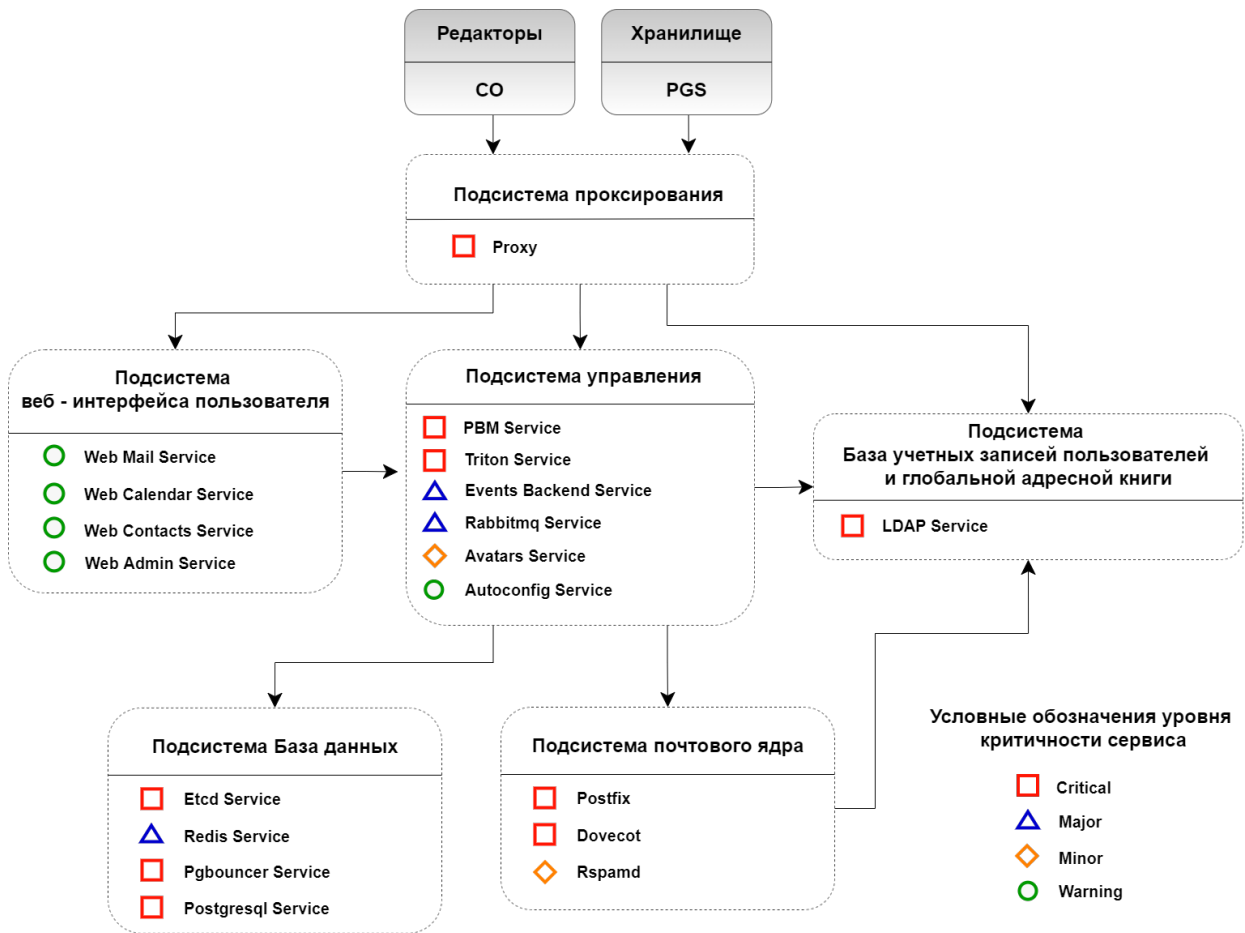 Редакторы
CO
Хранилище
PGS
Подсистема проксирования
Proxy
Подсистема
веб - интерфейса пользователя
Web Mail Service
Web Calendar Service
Web Contacts Service
Web Admin Service
Подсистема управления
PBM Service
Triton Service
Events Backend Service
Rabbitmq Service
Avatars Service
Autoconfig Service
Подсистема
База учетных записей пользователей
и глобальной адресной книги
LDAP Service
Подсистема База данных
Etcd Service
Redis Service
Pgbouncer Service
Postgresql Service
Подсистема почтового ядра
Postfix
Dovecot
Rspamd
Условные обозначения уровня
критичности сервиса
Critical
Major
Minor
Warning